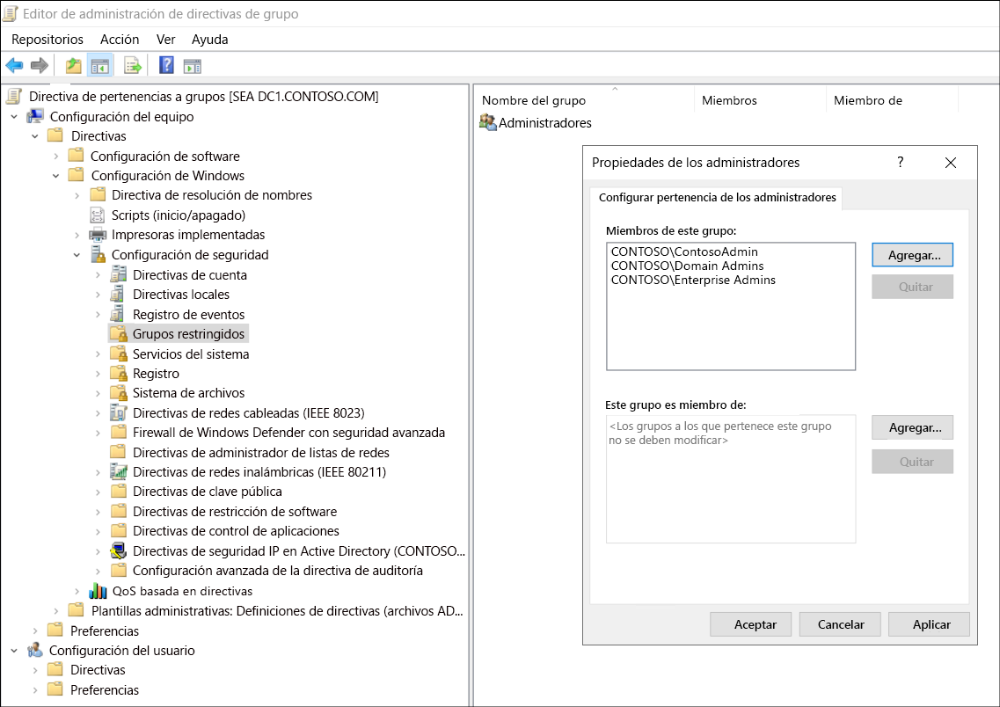 Editor de administración de directivas de grupo
Repositorios Acción Ver Ayuda
Directiva de pertenencias a grupos [SEA DC1.CONTOSO.COM]
Configuración del equipo
Directivas
Configuración de software
Configuración de Windows
Directiva de resolución de nombres
Scripts (inicio/apagado)
Impresoras implementadas
Configuración de seguridad
Directivas de cuenta
Directivas locales
Registro de eventos
Grupos restringidos
Servicios del sistema
Registro
Sistema de archivos
Directivas de redes cableadas (IEEE 8023)
Firewall de Windows Defender con seguridad avanzada
Directivas de administrador de listas de redes
Directivas de redes inalámbricas (IEEE 80211)
Directivas de clave pública
Directivas de restricción de software
Directivas de control de aplicaciones
Directivas de seguridad IP en Active Directory (CONTOSO...
Configuración avanzada de la directiva de auditoría
QoS basada en directivas
Plantillas administrativas: Definiciones de directivas (archivos AD...
Preferencias
Configuración del usuario
Directivas
Preferencias
Nombre del grupo Miembros Miembro de
Administradores
Propiedades de los administradores ?
Configurar pertenencia de los administradores
Miembros de este grupo:
CONTOSO\ContosoAdmin
CONTOSO\Domain Admins
CONTOSO\Enterprise Admins
Agregar...
Quitar
Este grupo es miembro de:
<Los grupos a los que pertenece este grupo
no se deben modificar>
Agregar...
Quitar
Aceptar Cancelar Aplicar